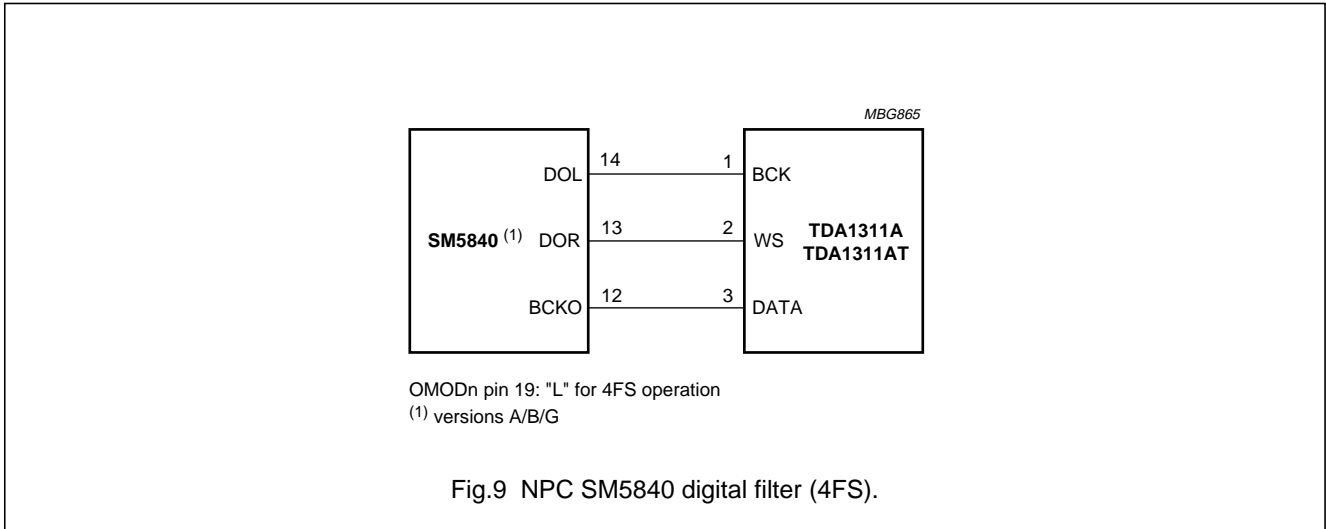 MBG865
DOL 14 1 BCK
SM5840 (1) DOR 13 2 WS TDA1311A
TDA1311AT
BCKO 12 3 DATA
OMODn pin 19: "L" for 4FS operation
(1) versions A/B/G
Fig.9 NPC SM5840 digital filter (4FS).